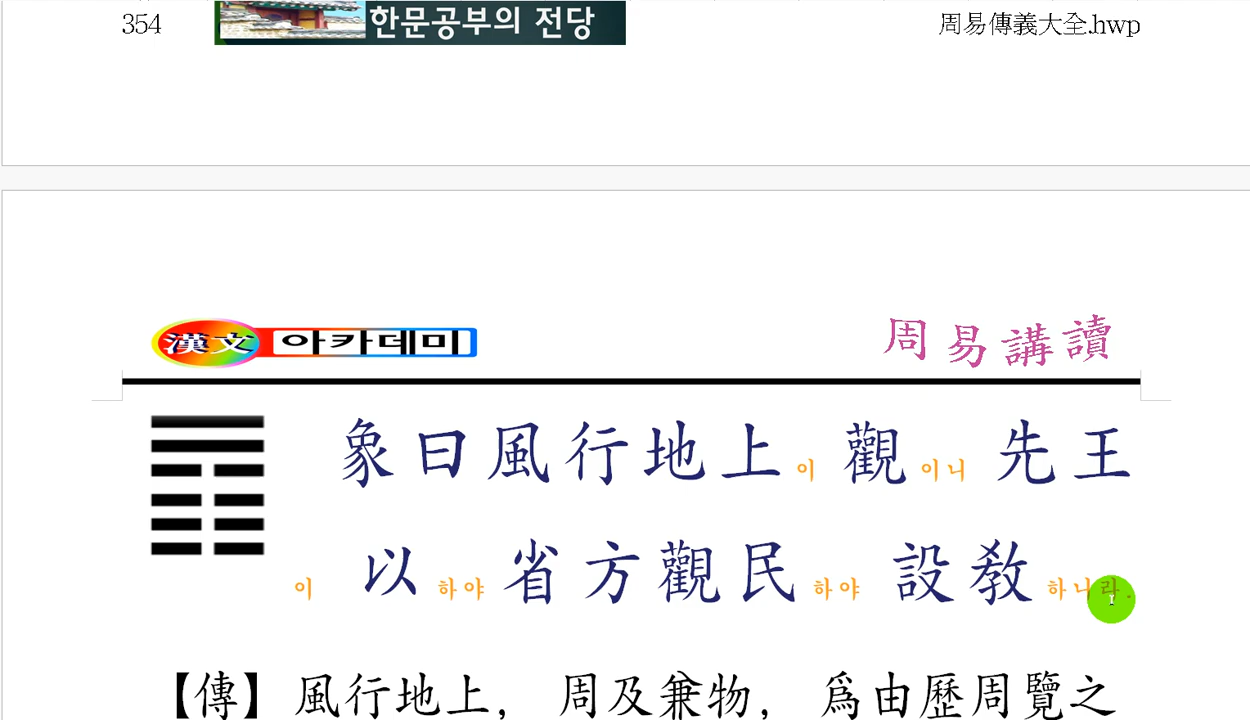 354 한문공부의 전당 周易傳義大全.hwp
漢文 아카데미 周易講讀
象曰風行地上이 觀이니 先王
이 以하야 省方觀民하야 設敎하니라.
【傳】 風行地上, 周及兼物, 爲由歷周覽之